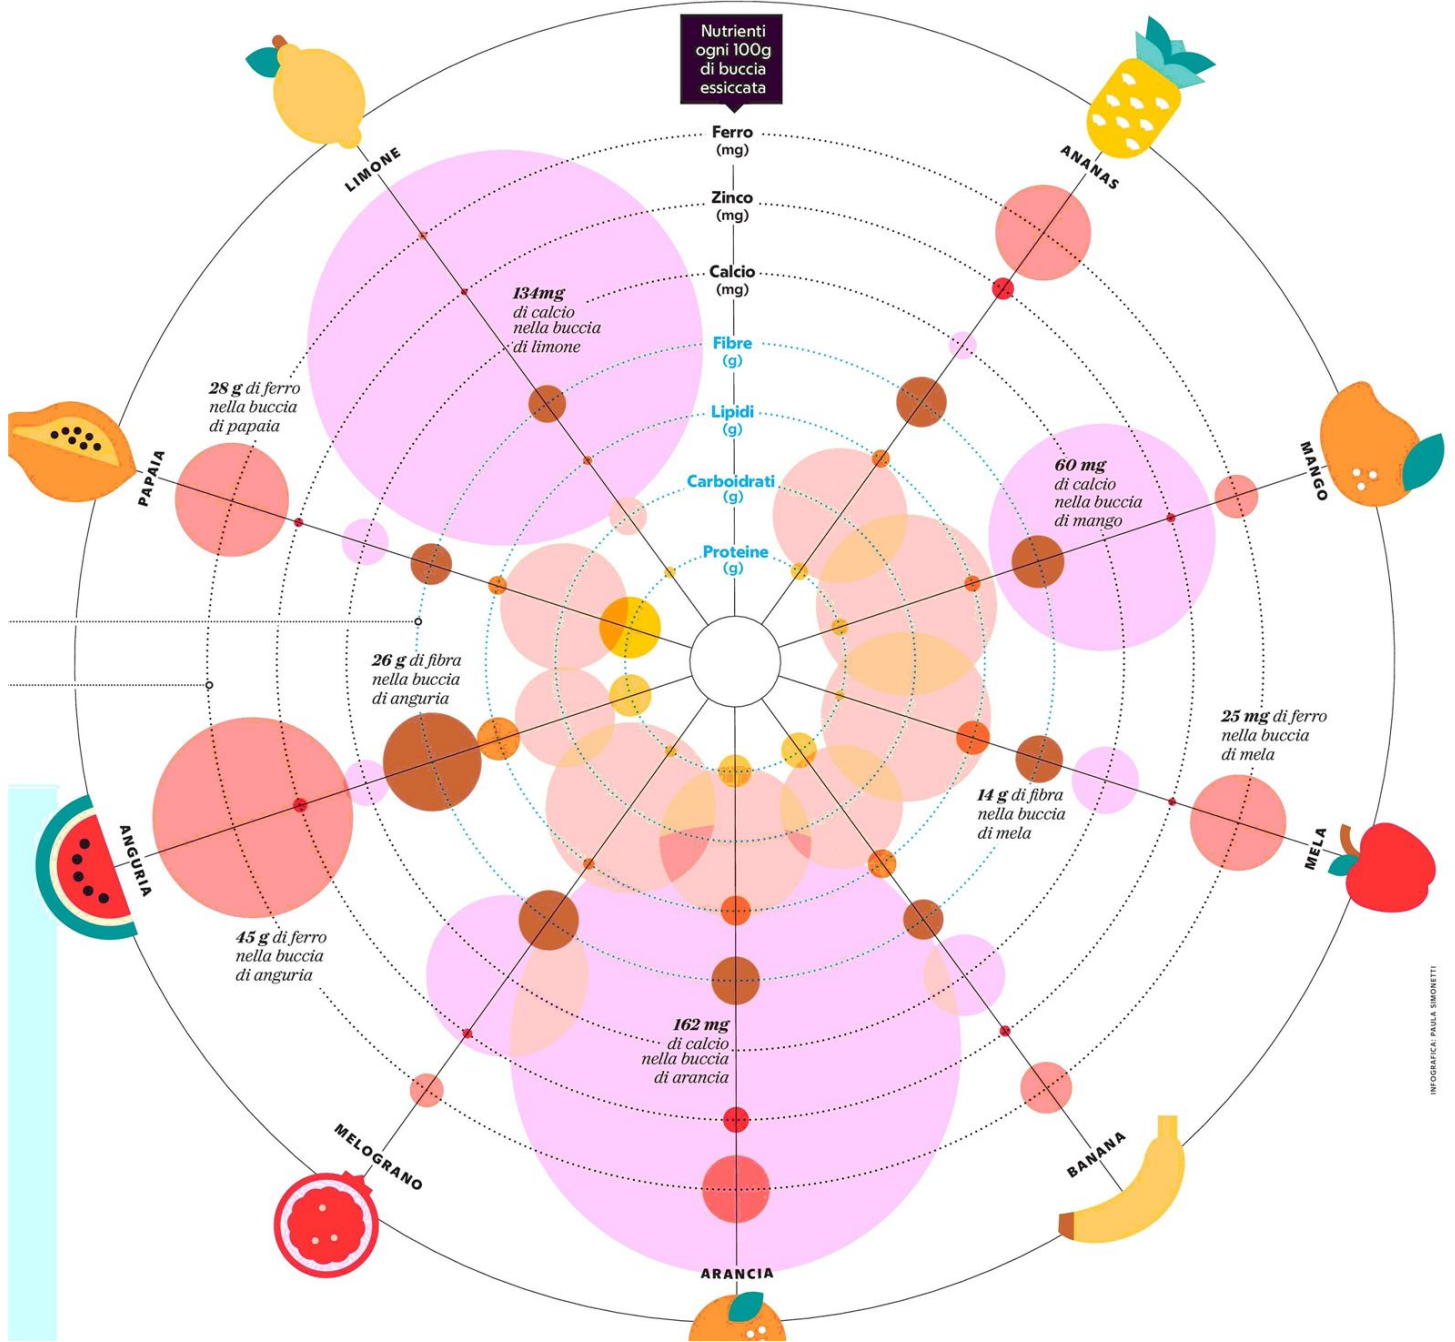 Nutrienti
ogni 100g
di buccia
essiccata
Ferro
(mg)
Zinco
(mg)
Calcio
(mg)
Fibre
(g)
Lipidi
(g)
Carboidrati
(g)
Proteine
(g)
LIMONE
ANANAS
134mg
di calcio
nella buccia
di limone
28 g di ferro
nella buccia
di papaia
PAPAIA
MANGO
60 mg
di calcio
nella buccia
di mango
26 g di fibra
nella buccia
di anguria
25 mg di ferro
nella buccia
di mela
14 g di fibra
nella buccia
di mela
ANGURIA
MELA
45 g di ferro
nella buccia
di anguria
162 mg
di calcio
nella buccia
di arancia
MELOGRANO
BANANA
ARANCIA
INFOGRAFICA: PAULA SIMONETTI